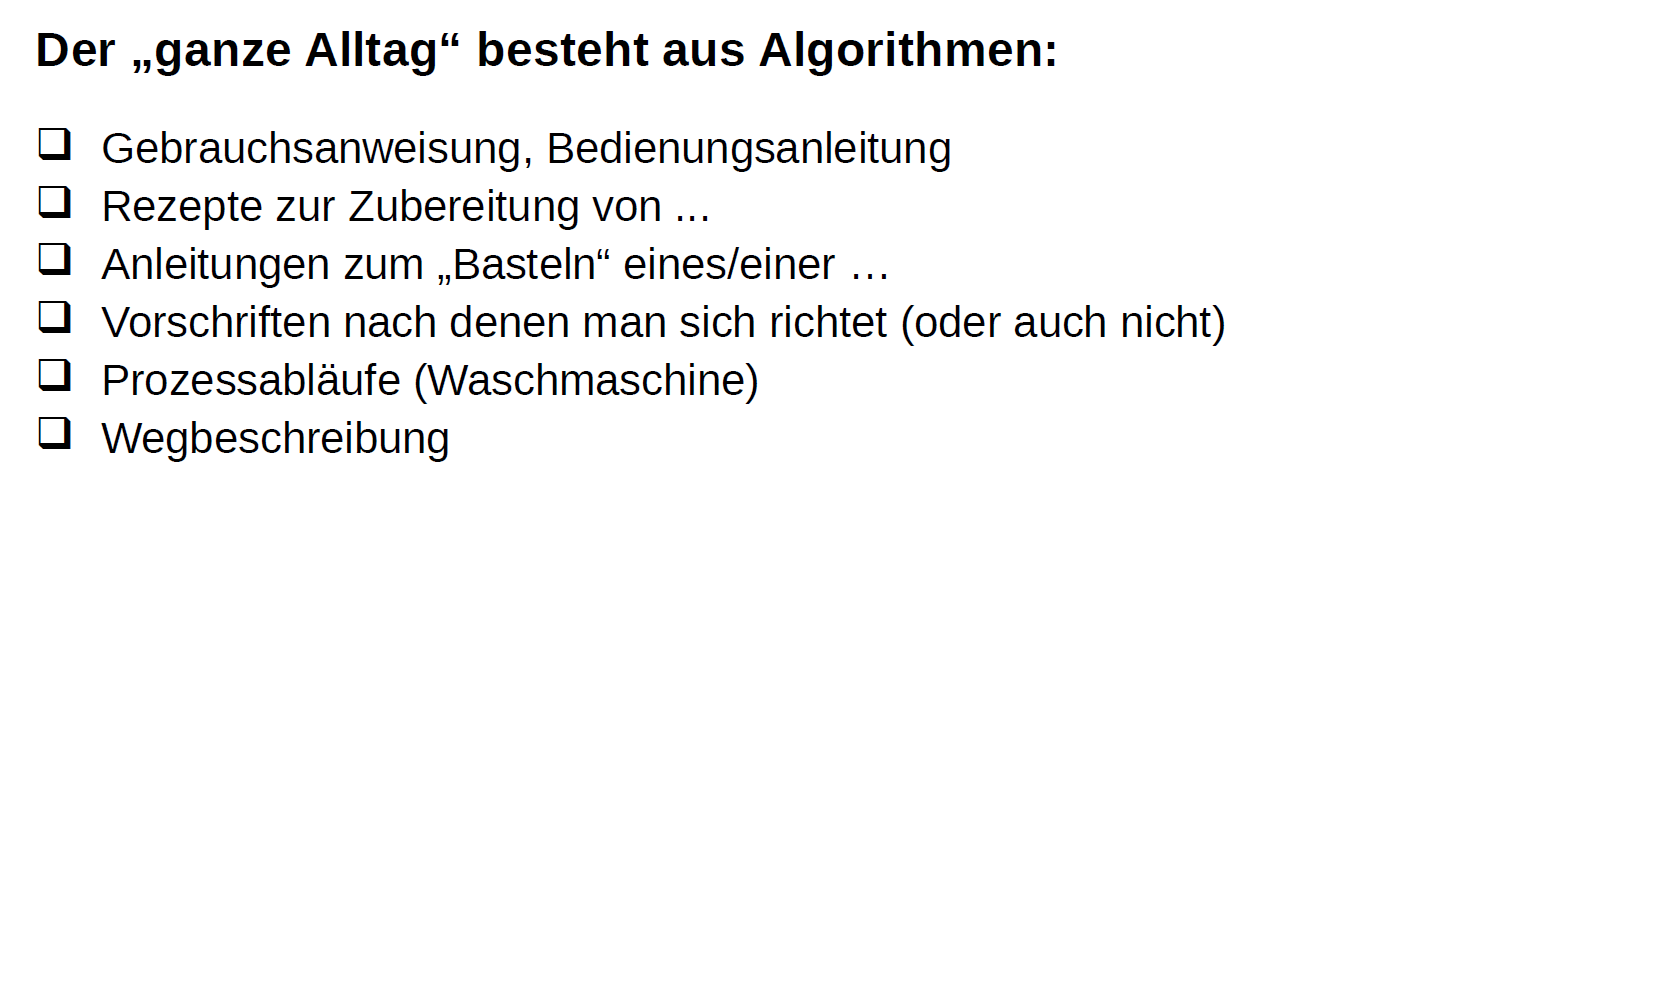 Der „ganze Alltag“ besteht aus Algorithmen:
❑ Gebrauchsanweisung, Bedienungsanleitung
❑ Rezepte zur Zubereitung von ...
❑ Anleitungen zum „Basteln“ eines/einer …
❑ Vorschriften nach denen man sich richtet (oder auch nicht)
❑ Prozessabläufe (Waschmaschine)
❑ Wegbeschreibung